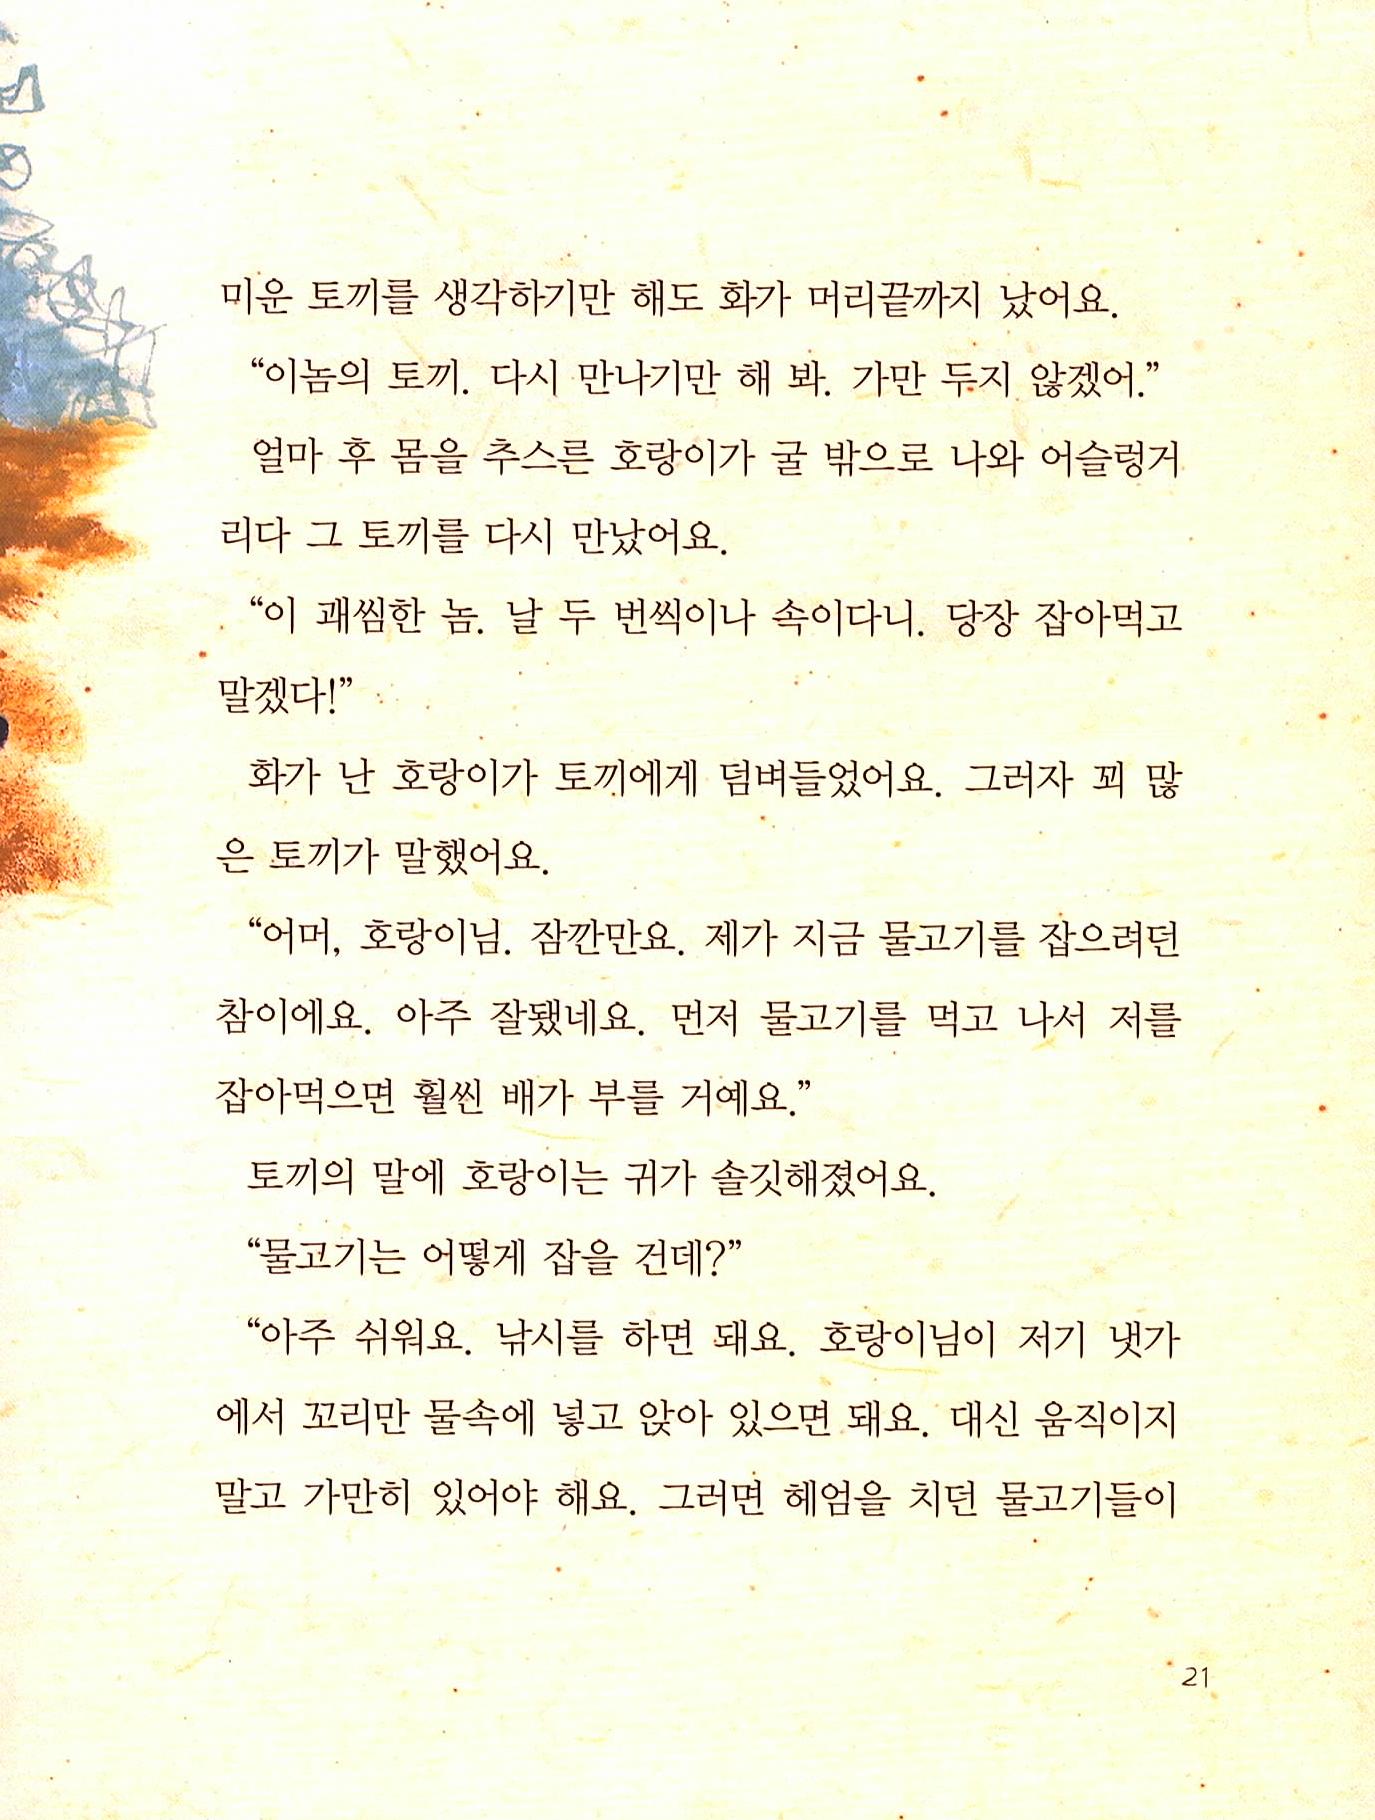 미운 토끼를 생각하기만 해도 화가 머리끝까지 났어요.
“이놈의 토끼. 다시 만나기만 해 봐. 가만 두지 않겠어.”
얼마 후 몸을 추스른 호랑이가 굴 밖으로 나와 어슬렁거
리다 그 토끼를 다시 만났어요.
“이 괘씸한 놈. 날 두 번씩이나 속이다니. 당장 잡아먹고
말겠다!”
화가 난 호랑이가 토끼에게 덤벼들었어요. 그러자 꾀 많
은 토끼가 말했어요.
“어머, 호랑이님. 잠깐만요. 제가 지금 물고기를 잡으려던
참이에요. 아주 잘됐네요. 먼저 물고기를 먹고 나서 저를
잡아먹으면 훨씬 배가 부를 거예요.”
토끼의 말에 호랑이는 귀가 솔깃해졌어요.
“물고기는 어떻게 잡을 건데?”
“아주 쉬워요. 낚시를 하면 돼요. 호랑이님이 저기 냇가
에서 꼬리만 물속에 넣고 앉아 있으면 돼요. 대신 움직이지
말고 가만히 있어야 해요. 그러면 헤엄을 치던 물고기들이
21